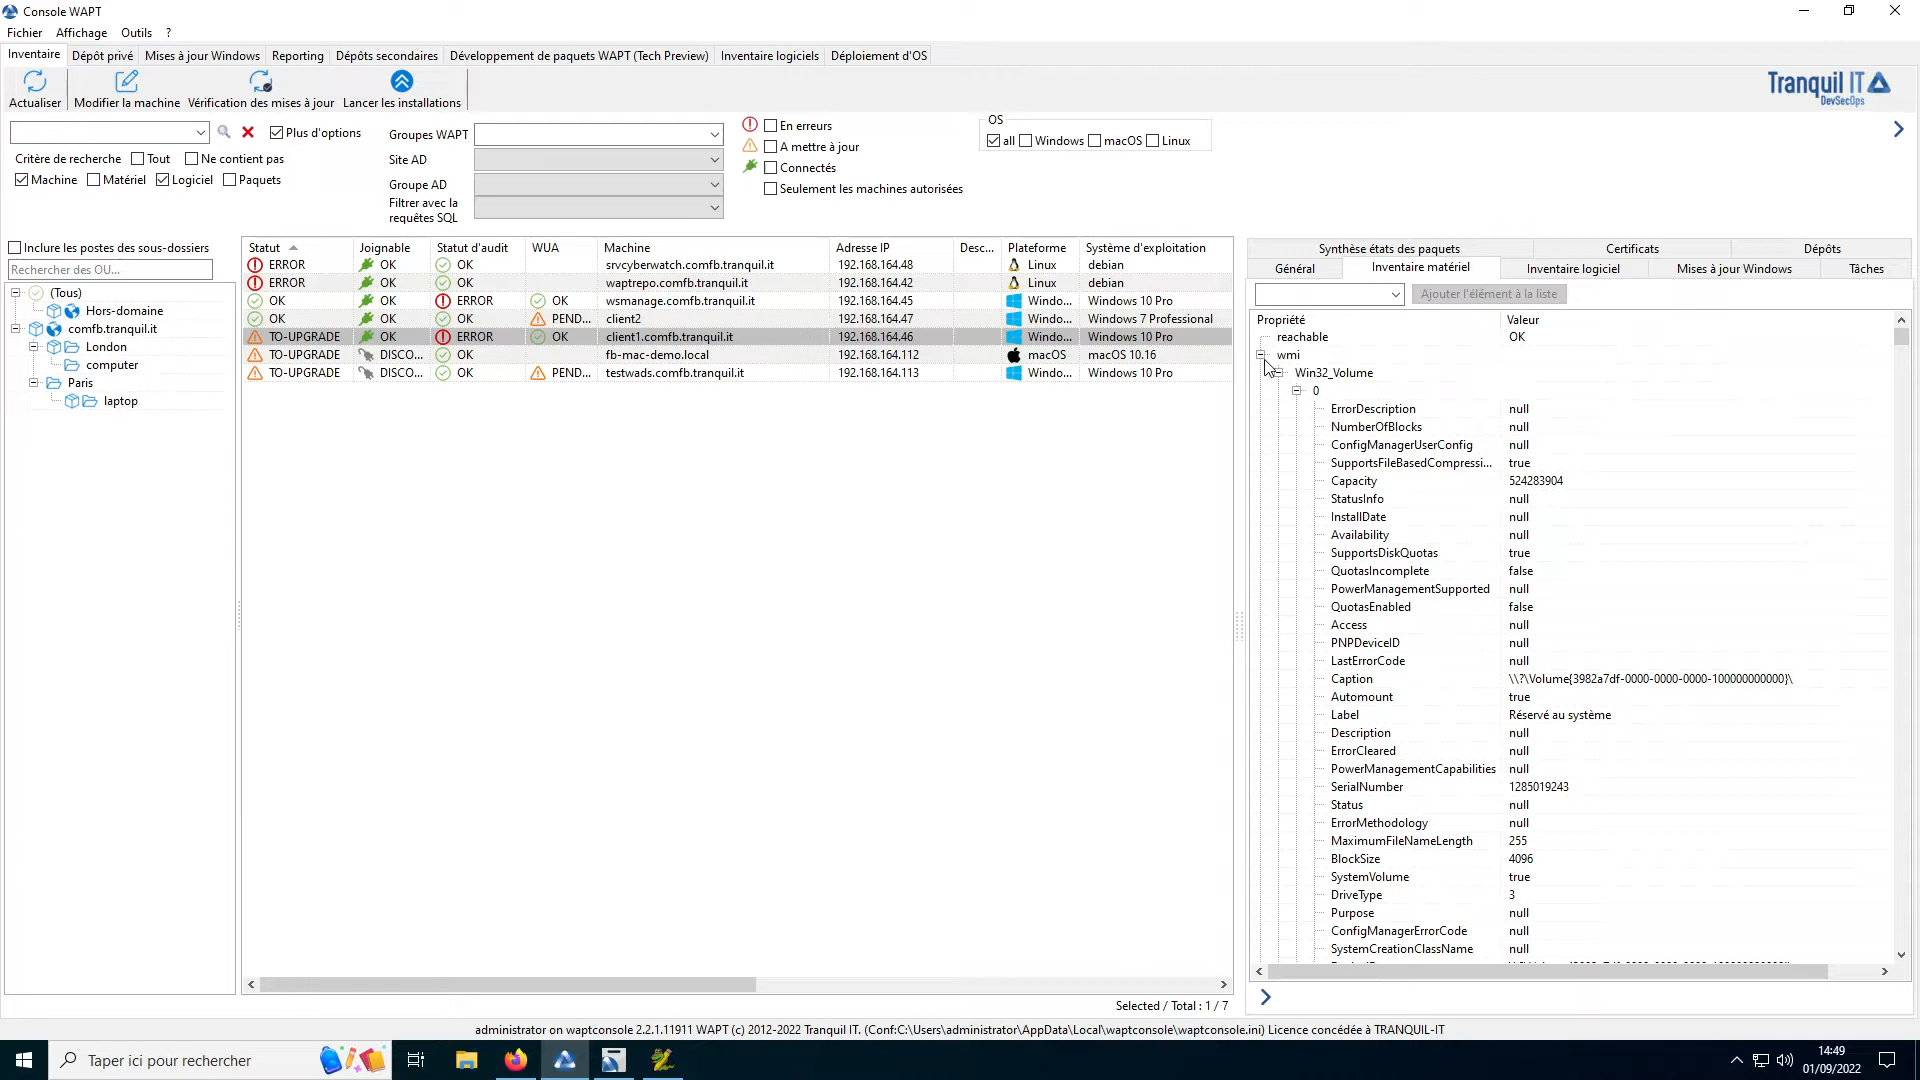 Console WAPT
Fichier Affichage Outils ?
Inventaire Dépôt privé Mises à jour Windows Reporting Dépôts secondaires Développement de paquets WAPT (Tech Preview) Inventaire logiciels Déploiement d'OS
Actualiser Modifier la machine Vérification des mises à jour Lancer les installations
Tranquil IT
DevSecOps
Plus d'options
Critère de recherche Tout Ne contient pas
Machine Matériel Logiciel Paquets
Groupes WAPT
Site AD
Groupe AD
Filtrer avec la
requêtes SQL
En erreurs
A mettre à jour
Connectés
Seulement les machines autorisées
OS
all Windows macOS Linux
Inclure les postes des sous-dossiers
Rechercher des OU...
(Tous)
Hors-domaine
comfb.tranquil.it
London
computer
Paris
laptop
Statut Joignable Statut d'audit WUA Machine Adresse IP Desc... Plateforme Système d'exploitation
ERROR OK OK srvcyberwatch.comfb.tranquil.it 192.168.164.48 Linux debian
ERROR OK OK waptrepo.comfb.tranquil.it 192.168.164.42 Linux debian
OK OK ERROR OK wsmanage.comfb.tranquil.it 192.168.164.45 Windo... Windows 10 Pro
OK OK OK PEND... client2 192.168.164.47 Windo... Windows 7 Professional
TO-UPGRADE OK ERROR OK client1.comfb.tranquil.it 192.168.164.46 Windo... Windows 10 Pro
TO-UPGRADE DISCO... OK fb-mac-demo.local 192.168.164.112 macOS macOS 10.16
TO-UPGRADE DISCO... OK PEND... testwads.comfb.tranquil.it 192.168.164.113 Windo... Windows 10 Pro
Selected / Total : 1 / 7
Synthèse états des paquets Certificats Dépôts
Général Inventaire matériel Inventaire logiciel Mises à jour Windows Tâches
Ajouter l'élément à la liste
Propriété Valeur
reachable OK
wmi
Win32_Volume
0
ErrorDescription null
NumberOfBlocks null
ConfigManagerUserConfig null
SupportsFileBasedCompressi... true
Capacity 524283904
StatusInfo null
InstallDate null
Availability null
SupportsDiskQuotas true
QuotasIncomplete false
PowerManagementSupported null
QuotasEnabled false
Access null
PNPDeviceID null
LastErrorCode null
Caption \\?\Volume{3982a7df-0000-0000-0000-100000000000}\
Automount true
Label Réservé au système
Description null
ErrorCleared null
PowerManagementCapabilities null
SerialNumber 1285019243
Status null
ErrorMethodology null
MaximumFileNameLength 255
BlockSize 4096
SystemVolume true
DriveType 3
Purpose null
ConfigManagerErrorCode null
SystemCreationClassName null
administrator on waptconsole 2.2.1.11911 WAPT (c) 2012-2022 Tranquil IT. (Conf:C:\Users\administrator\AppData\Local\waptconsole\waptconsole.ini) Licence concédée à TRANQUIL-IT
Taper ici pour rechercher
14:49
01/09/2022